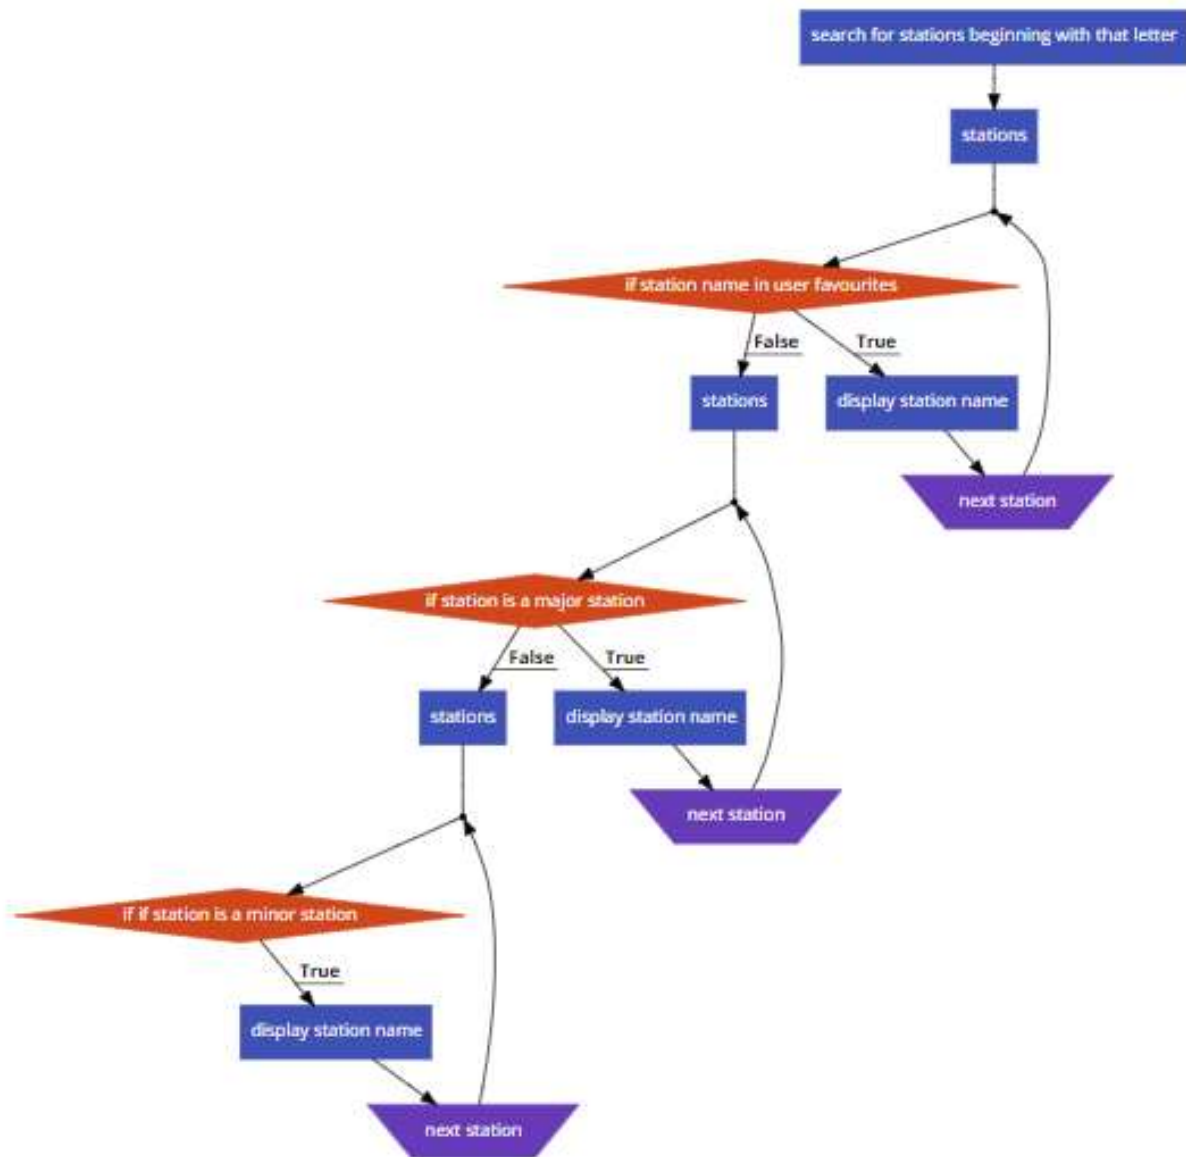 search for stations beginning with that letter
stations
if station name in user favourites
False
True
stations
display station name
next station
if station is a major station
False
True
stations
display station name
next station
if if station is a minor station
True
display station name
next station